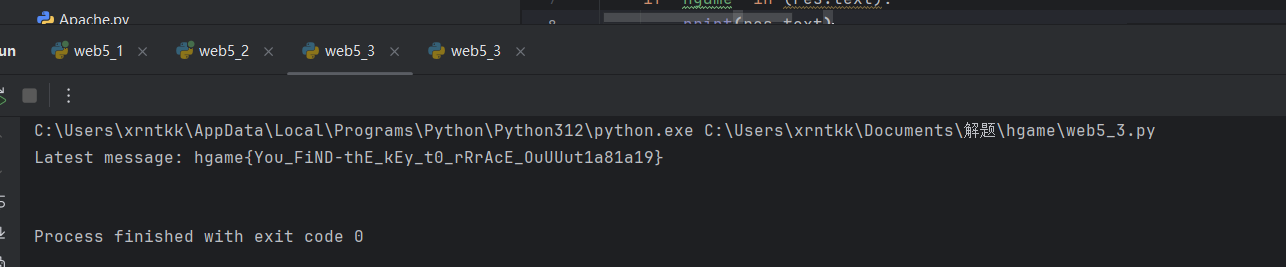 Apache.py
7
if "hgame" in (res.text):
8
print(res.text)
un
web5_1
web5_2
web5_3
web5_3
C:\Users\xrntkk\AppData\Local\Programs\Python\Python312\python.exe C:\Users\xrntkk\Documents\解题\hgame\web5_3.py
Latest message: hgame{You_FiND-thE_kEy_t0_rRrAcE_OuUUut1a81a19}
Process finished with exit code 0